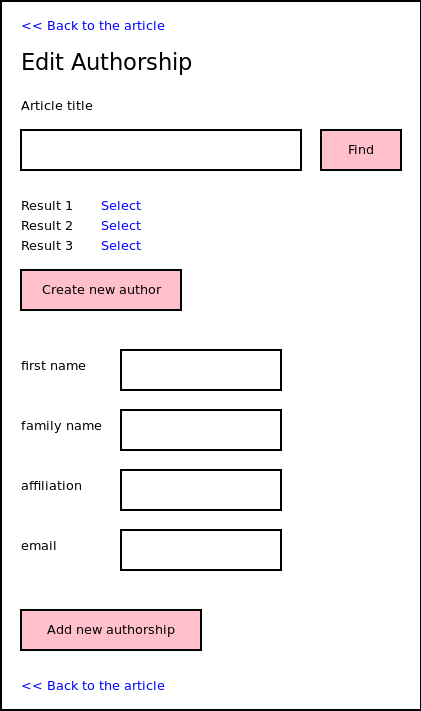 << Back to the article
Edit Authorship
Article title
Find
Result 1 Select
Result 2 Select
Result 3 Select
Create new author
first name
family name
affiliation
email
Add new authorship
<< Back to the article